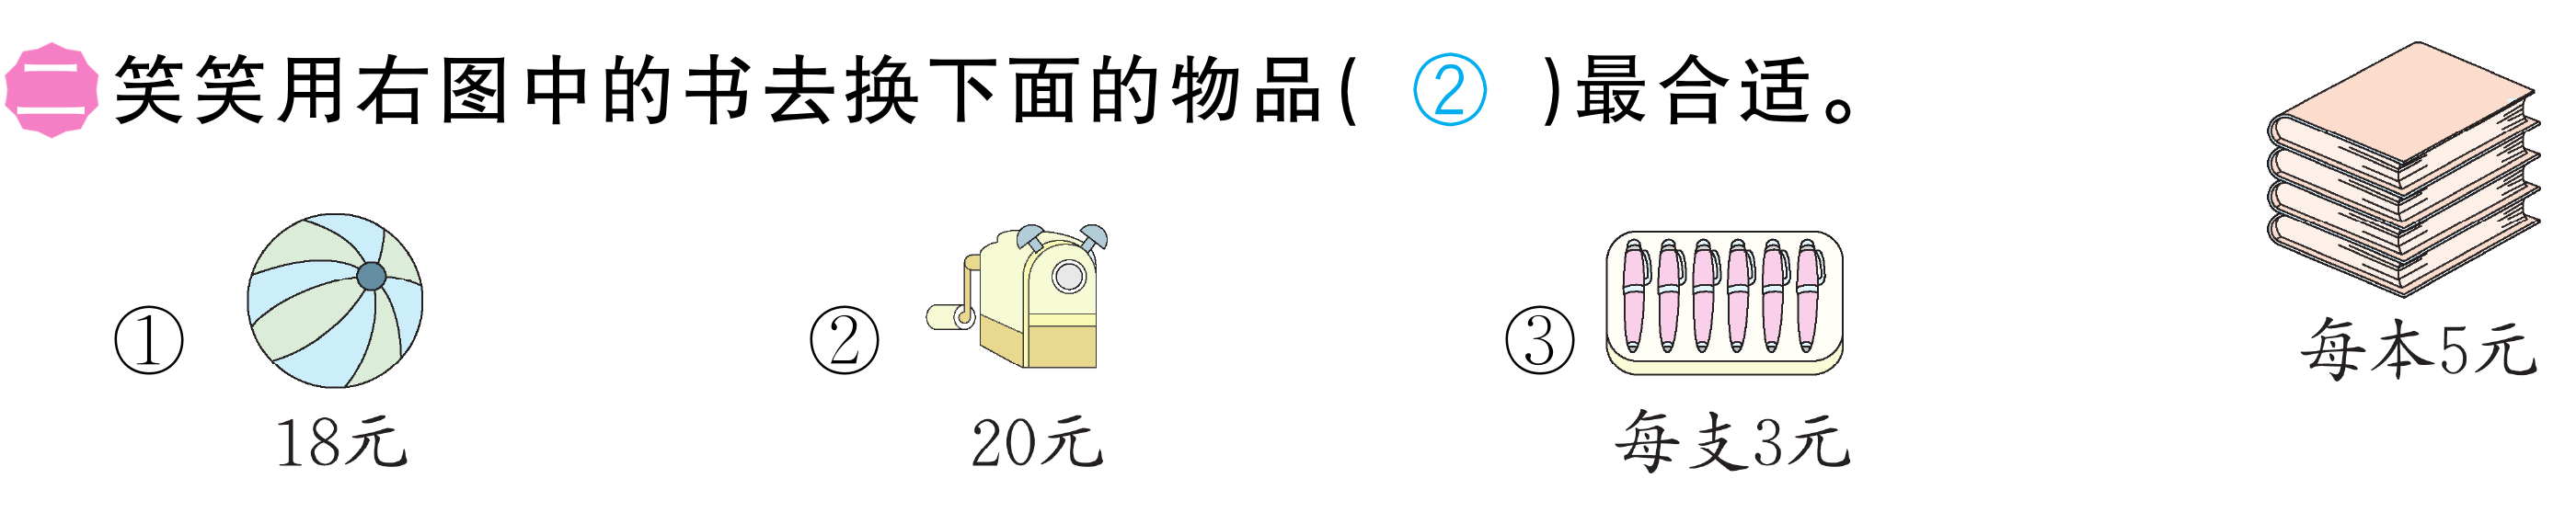 二 笑笑用右图中的书去换下面的物品( ② )最合适。
① ② ③
每本5元
18元 20元 每支3元